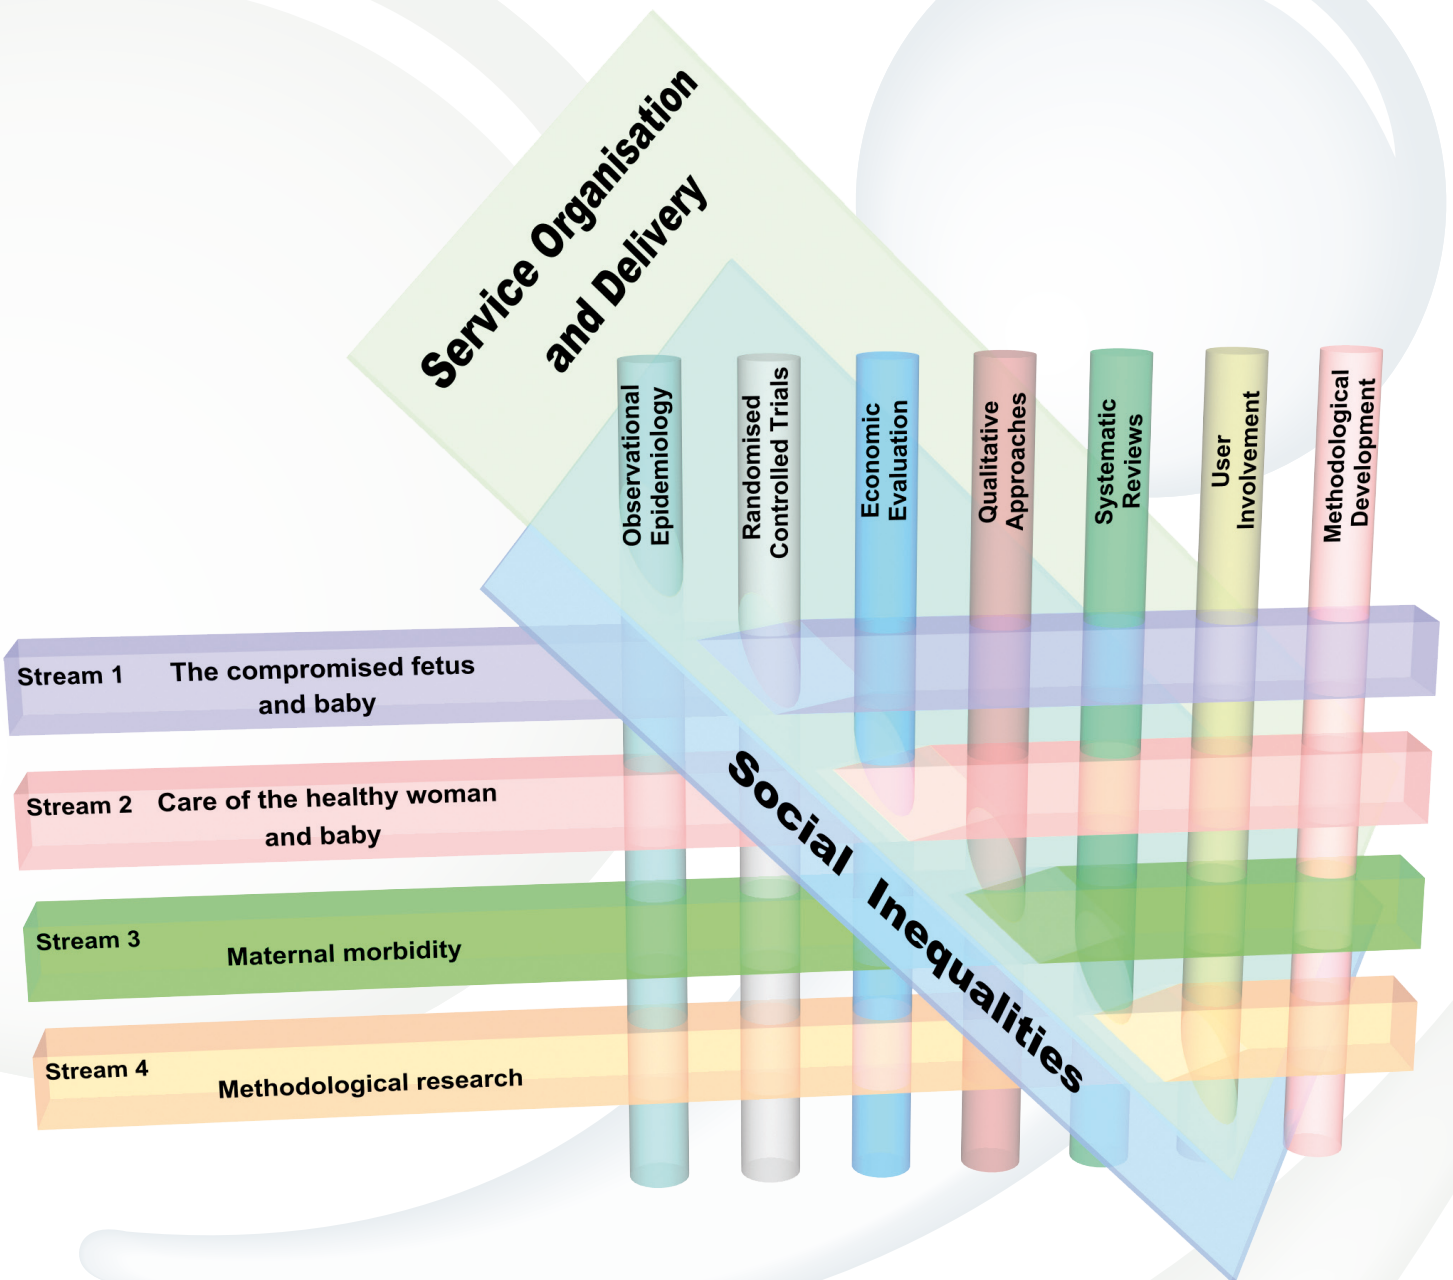 Service Organisation
and Delivery
Observational
Epidemiology
Randomised
Controlled Trials
Economic
Evaluation
Qualitative
Approaches
Systematic
Reviews
User
Involvement
Methodological
Development
Stream 1 The compromised fetus
and baby
Stream 2 Care of the healthy woman
and baby
Stream 3 Maternal morbidity
Stream 4 Methodological research
Social Inequalities